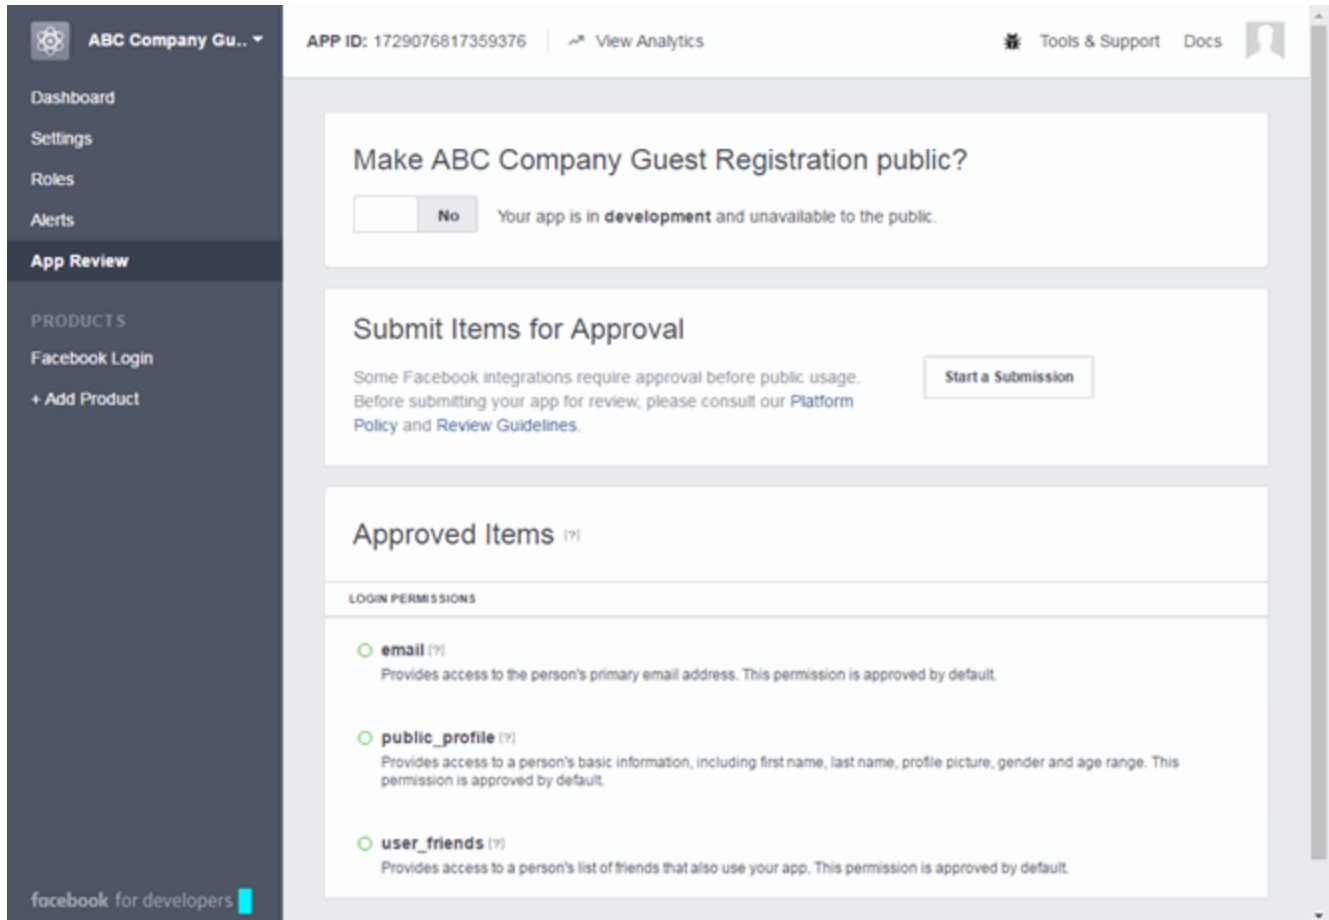 ABC Company Gu..
APP ID: 1729076817359376
View Analytics
Tools & Support
Docs
Dashboard
Settings
Roles
Alerts
App Review
PRODUCTS
Facebook Login
+ Add Product
facebook for developers
Make ABC Company Guest Registration public?
No
Your app is in development and unavailable to the public.
Submit Items for Approval
Some Facebook integrations require approval before public usage.
Before submitting your app for review, please consult our Platform
Policy and Review Guidelines.
Start a Submission
Approved Items [?]
LOGIN PERMISSIONS
email [?]
Provides access to the person's primary email address. This permission is approved by default.
public_profile [?]
Provides access to a person's basic information, including first name, last name, profile picture, gender and age range. This
permission is approved by default.
user_friends [?]
Provides access to a person's list of friends that also use your app. This permission is approved by default.